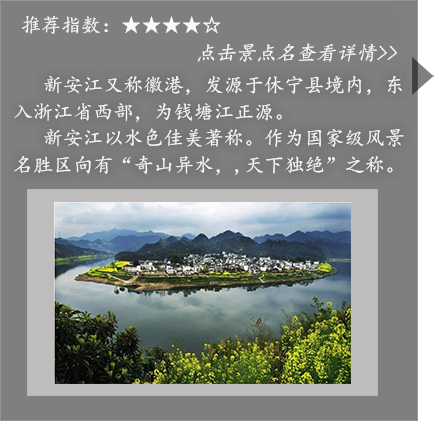 推荐指数：★★★★☆
点击景点名查看详情>>
新安江又称徽港，发源于休宁县境内，东
入浙江省西部，为钱塘江正源。
新安江以水色佳美著称。作为国家级风景
名胜区向有“奇山异水，,天下独绝”之称。